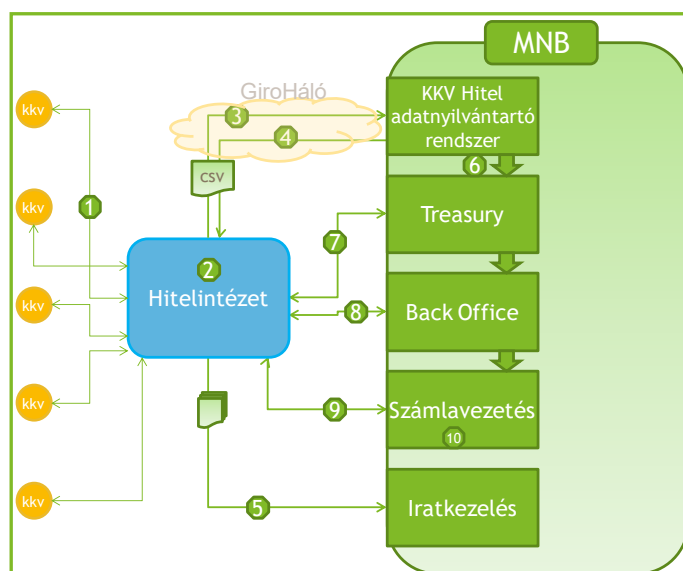 MNB
GiroHáló
kkv
3
KKV Hitel
adatnyilvántartó
rendszer
4
6
CSV
kkv
1
Treasury
7
2
Hitelintézet
kkv
8
Back Office
kkv
9
Számlavezetés
10
kkv
5
Iratkezelés